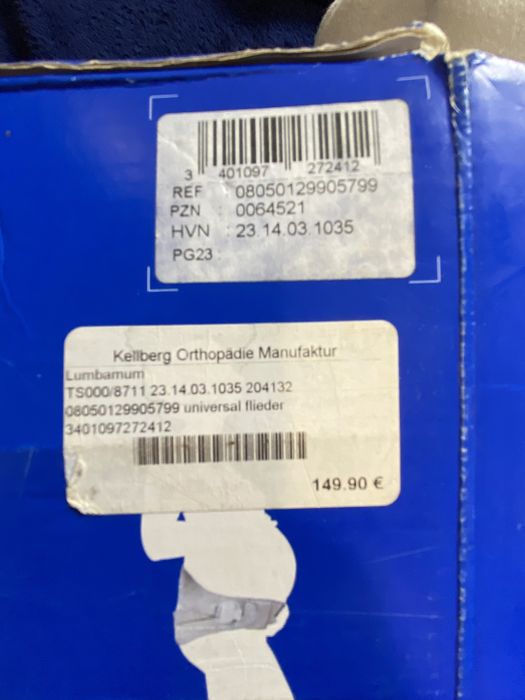 3 401097 272412
REF : 08050129905799
PZN : 0064521
HVN : 23.14.03.1035
PG23 :
Kellberg Orthopädie Manufaktur
Lumbamum
TS000/8711 23.14.03.1035 204132
08050129905799 universal flieder
3401097272412
149.90 €